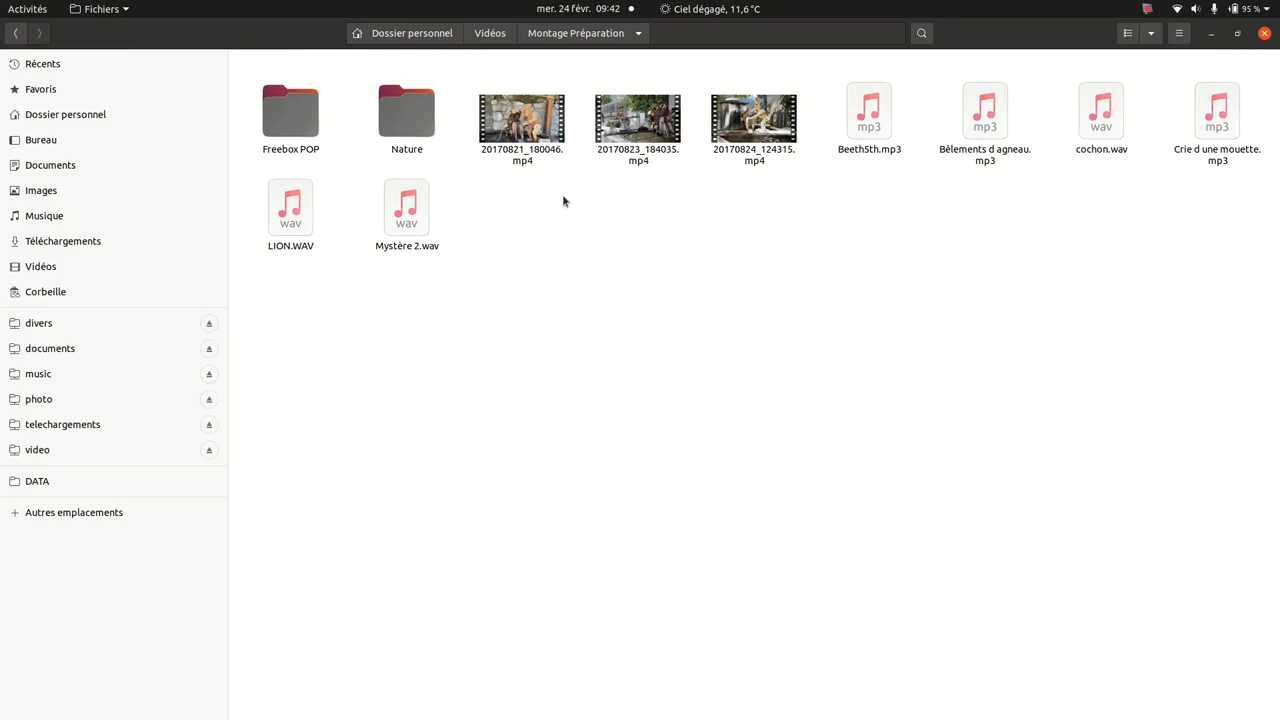 Activités
Fichiers
mer. 24 févr. 09:42
Ciel dégagé, 11,6°C
95 %
Dossier personnel
Vidéos
Montage Préparation
Récents
Favoris
Dossier personnel
Bureau
Documents
Images
Musique
Téléchargements
Vidéos
Corbeille
divers
documents
music
photo
telechargements
video
DATA
Autres emplacements
Freebox POP
Nature
20170821_180046.
mp4
20170823_184035.
mp4
20170824_124315.
mp4
mp3
Beeth5th.mp3
mp3
Bêlements d agneau.
mp3
wav
cochon.wav
mp3
Crie d une mouette.
mp3
wav
LION.WAV
wav
Mystère 2.wav